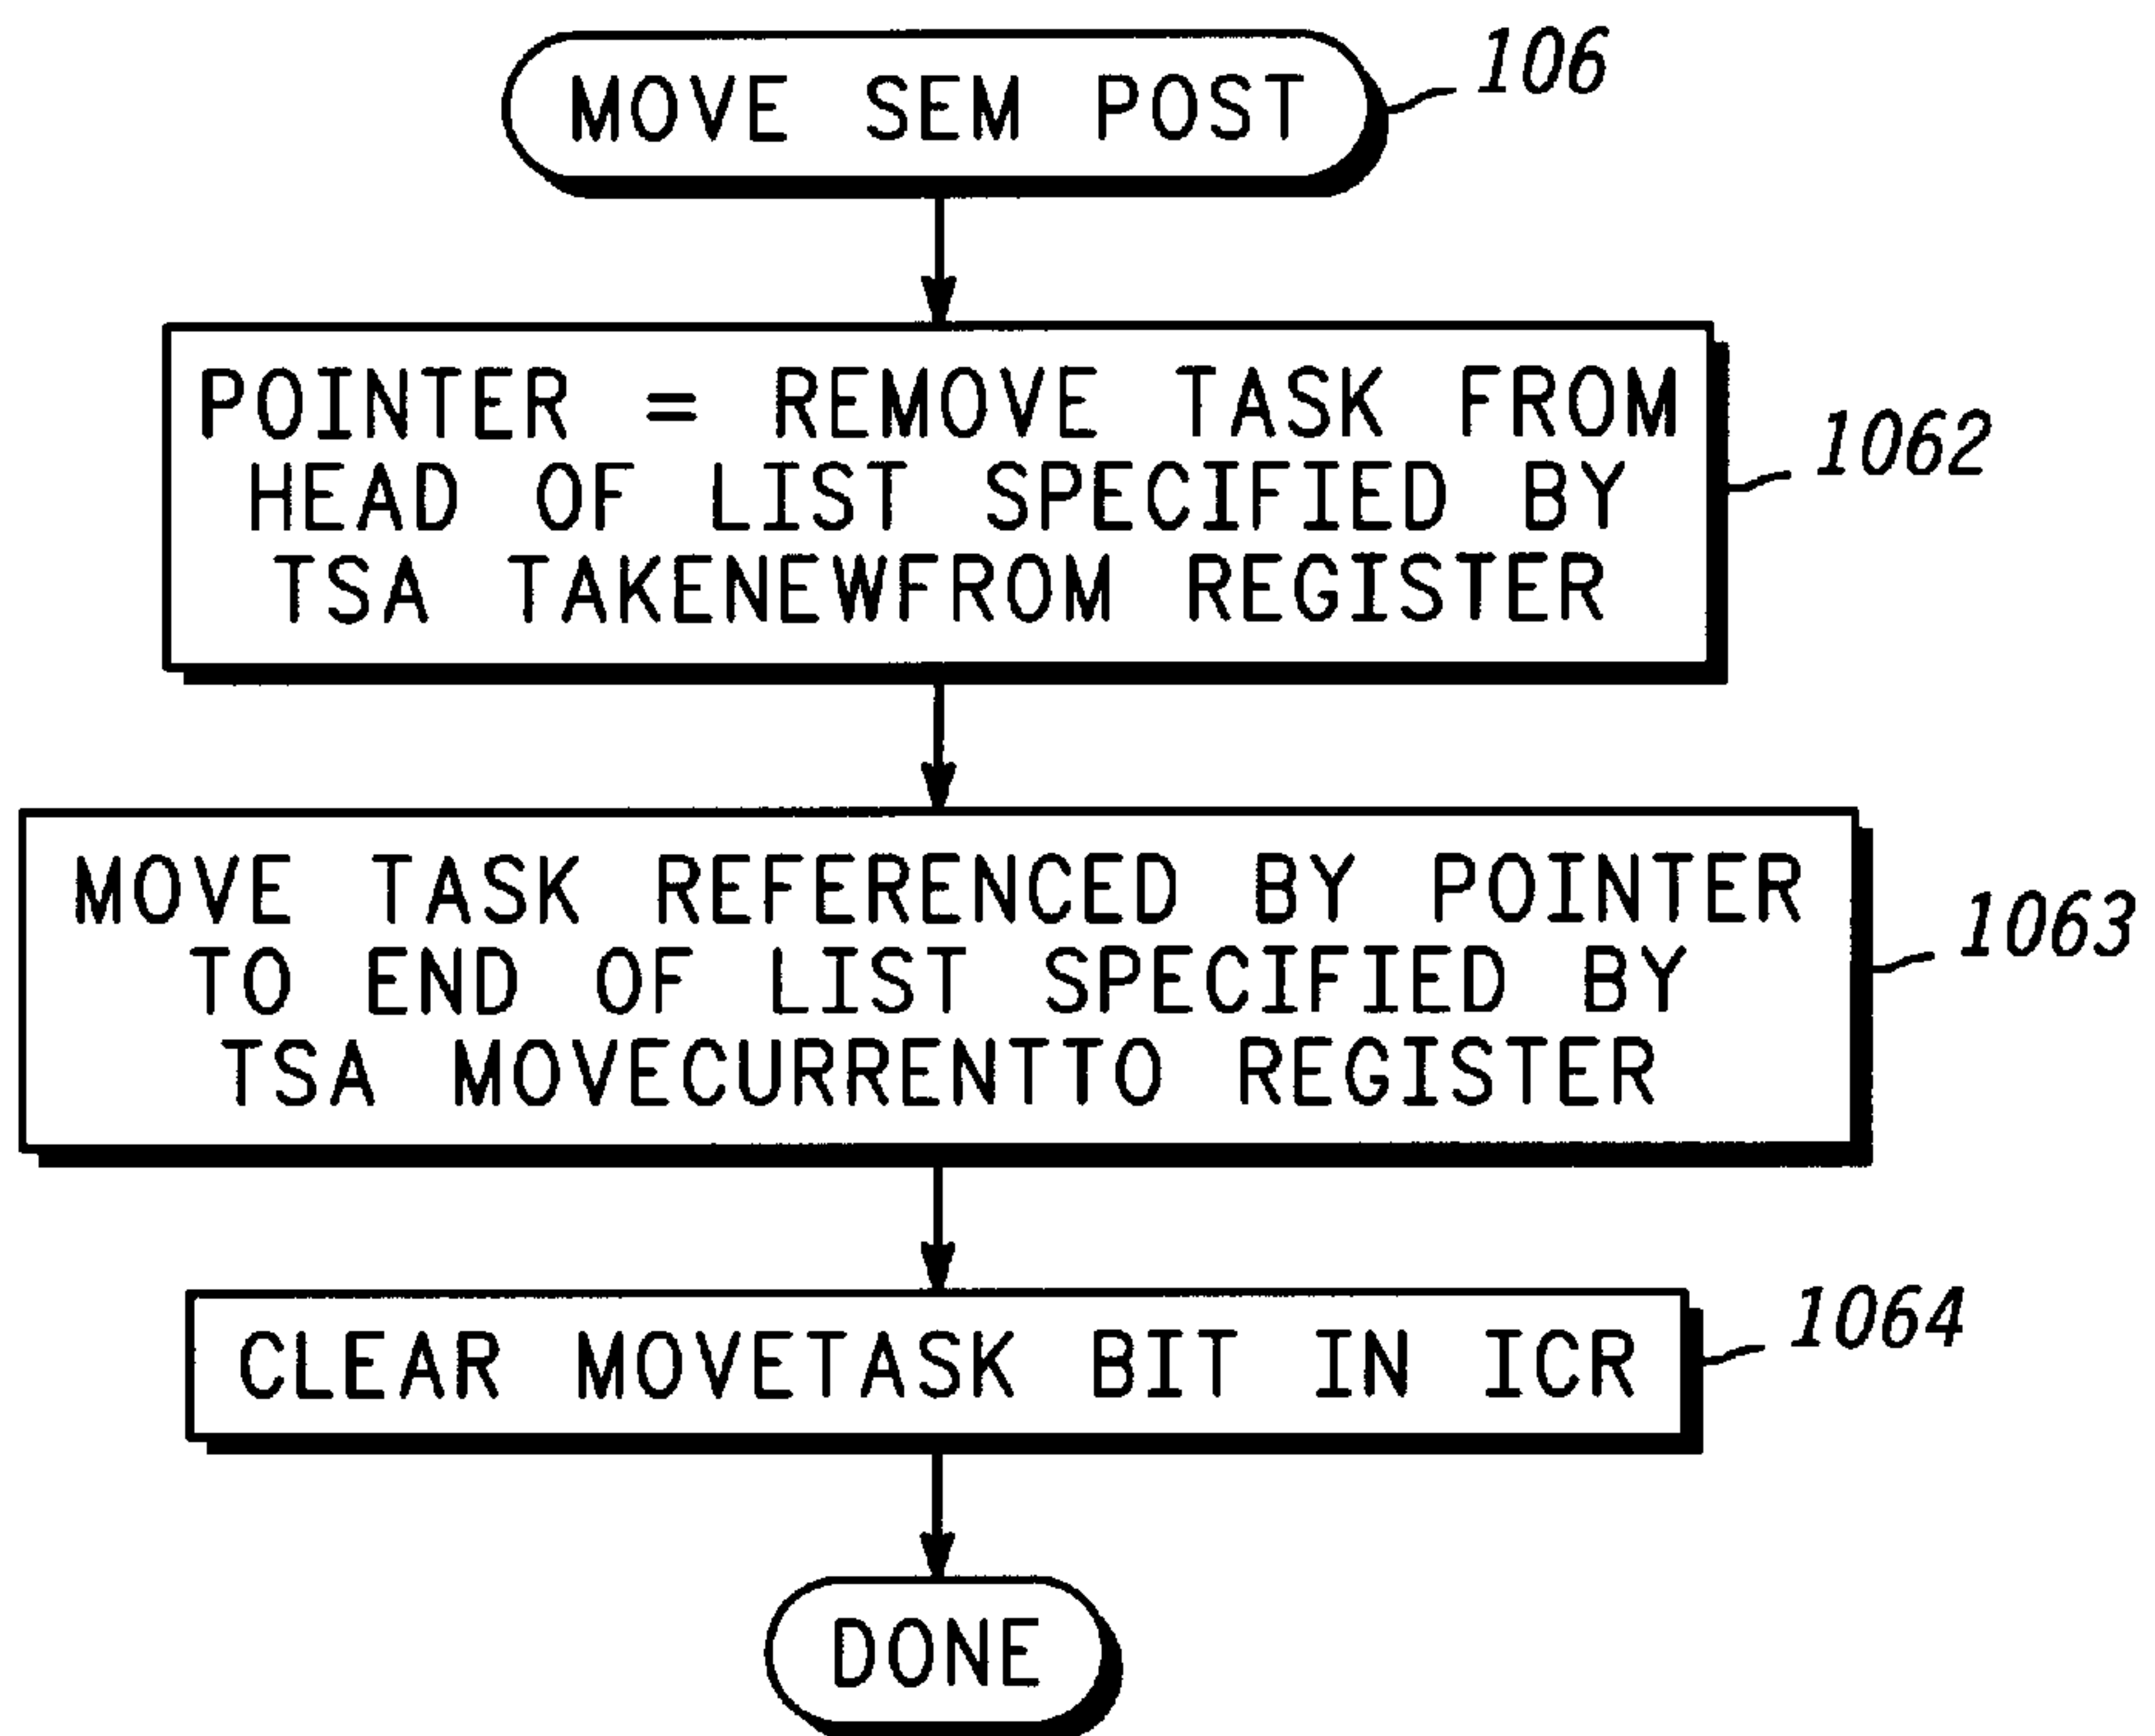 MOVE SEM POST
106
POINTER = REMOVE TASK FROM
HEAD OF LIST SPECIFIED BY
TSA TAKENEWFROM REGISTER
1062
MOVE TASK REFERENCED BY POINTER
TO END OF LIST SPECIFIED BY
TSA MOVECURRENTTO REGISTER
1063
CLEAR MOVETASK BIT IN ICR
1064
DONE